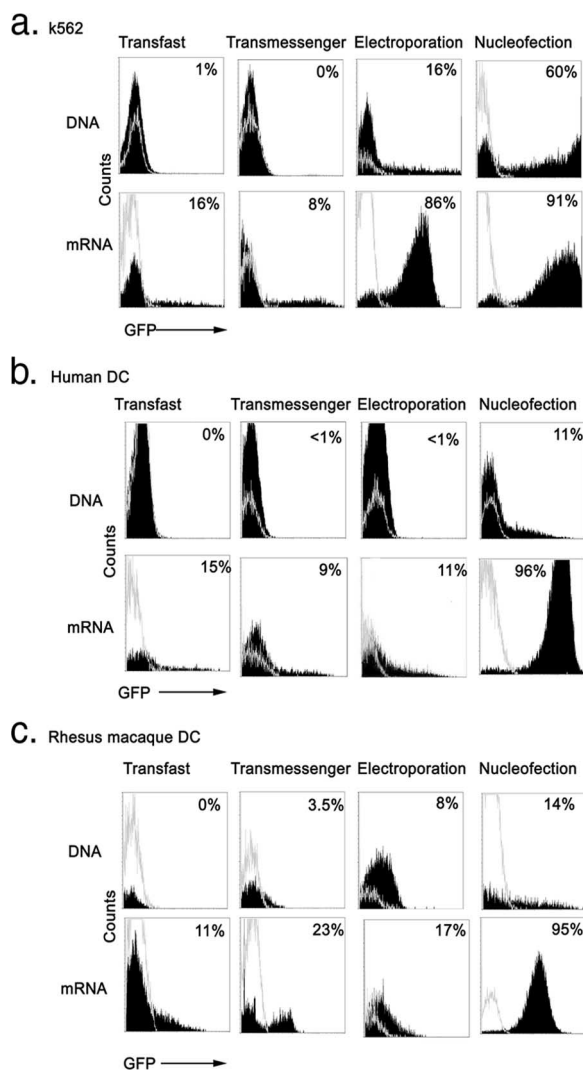 a. k562
Transfast Transmessenger Electroporation Nucleofection
DNA
1% 0% 16% 60%
Counts
mRNA
16% 8% 86% 91%
GFP
b. Human DC
Transfast Transmessenger Electroporation Nucleofection
DNA
0% <1% <1% 11%
Counts
mRNA
15% 9% 11% 96%
GFP
c. Rhesus macaque DC
Transfast Transmessenger Electroporation Nucleofection
DNA
0% 3.5% 8% 14%
Counts
mRNA
11% 23% 17% 95%
GFP